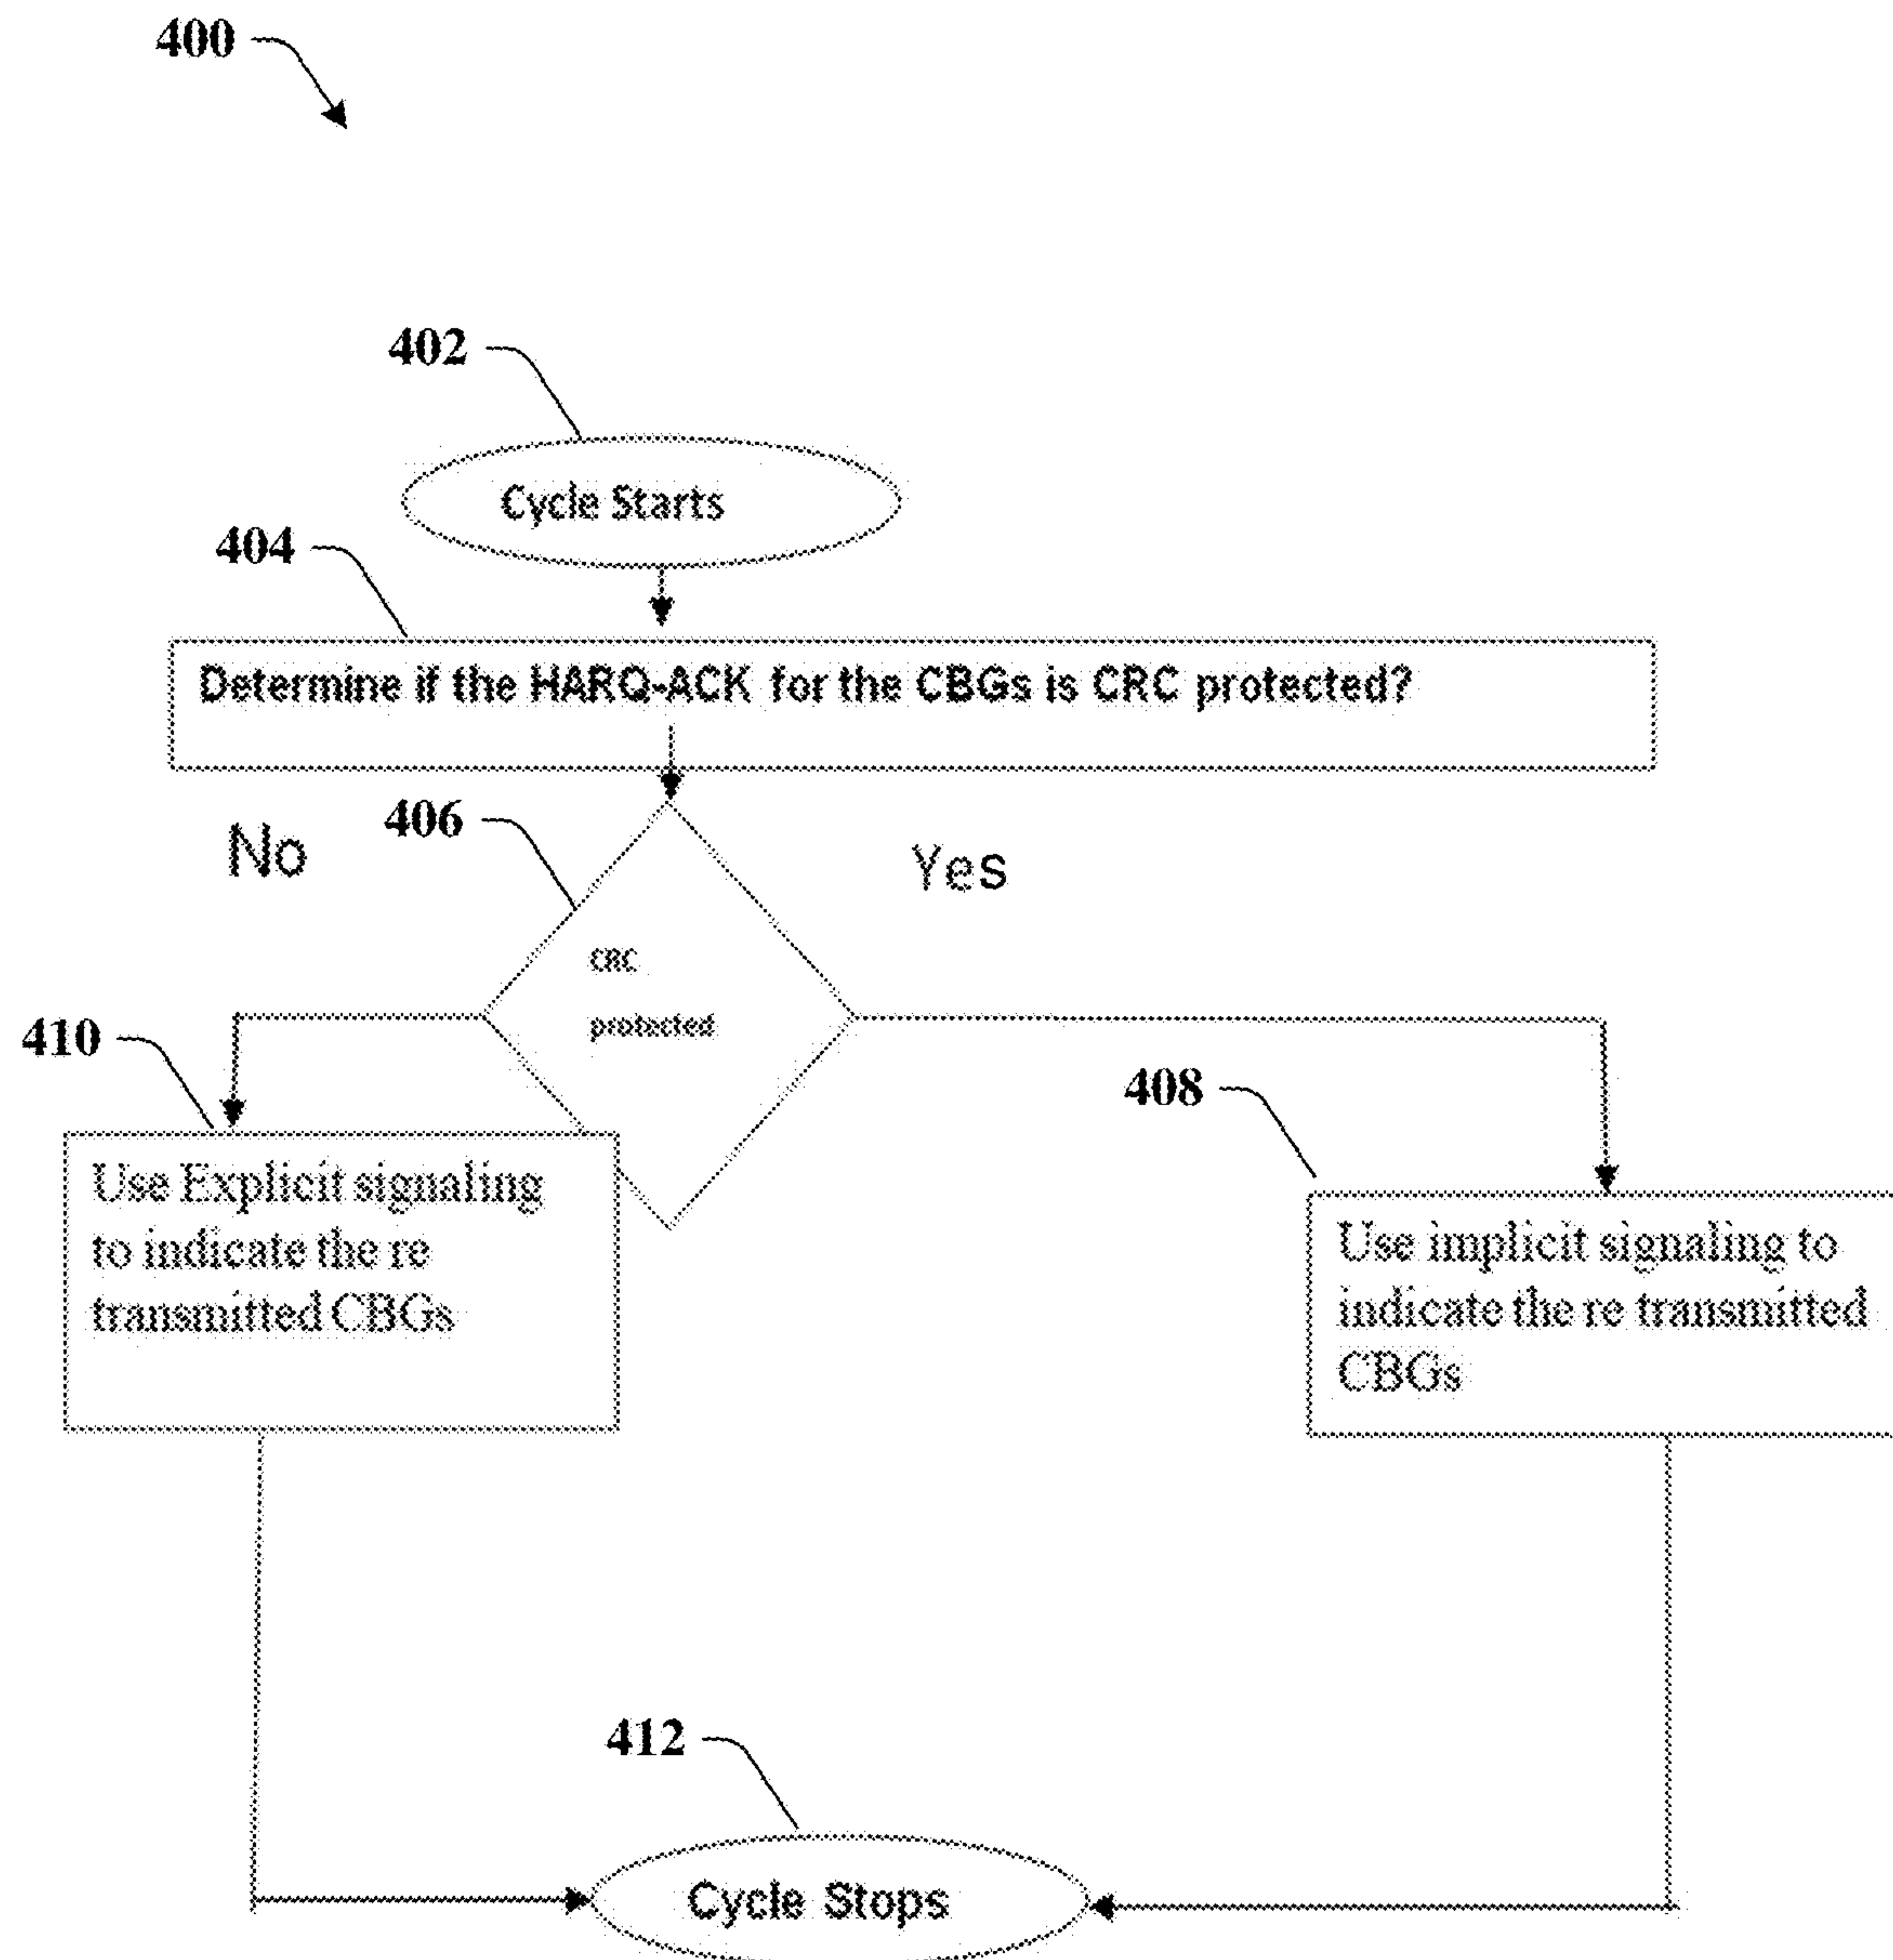 400
402
Cycle Starts
404
Determine if the HARQ-ACK for the CBGs is CRC protected?
406
No
Yes
CRC
protected
410
408
Use Explicit signaling
to indicate the re
transmitted CBGs
Use implicit signaling to
indicate the re transmitted
CBGs
412
Cycle Stops